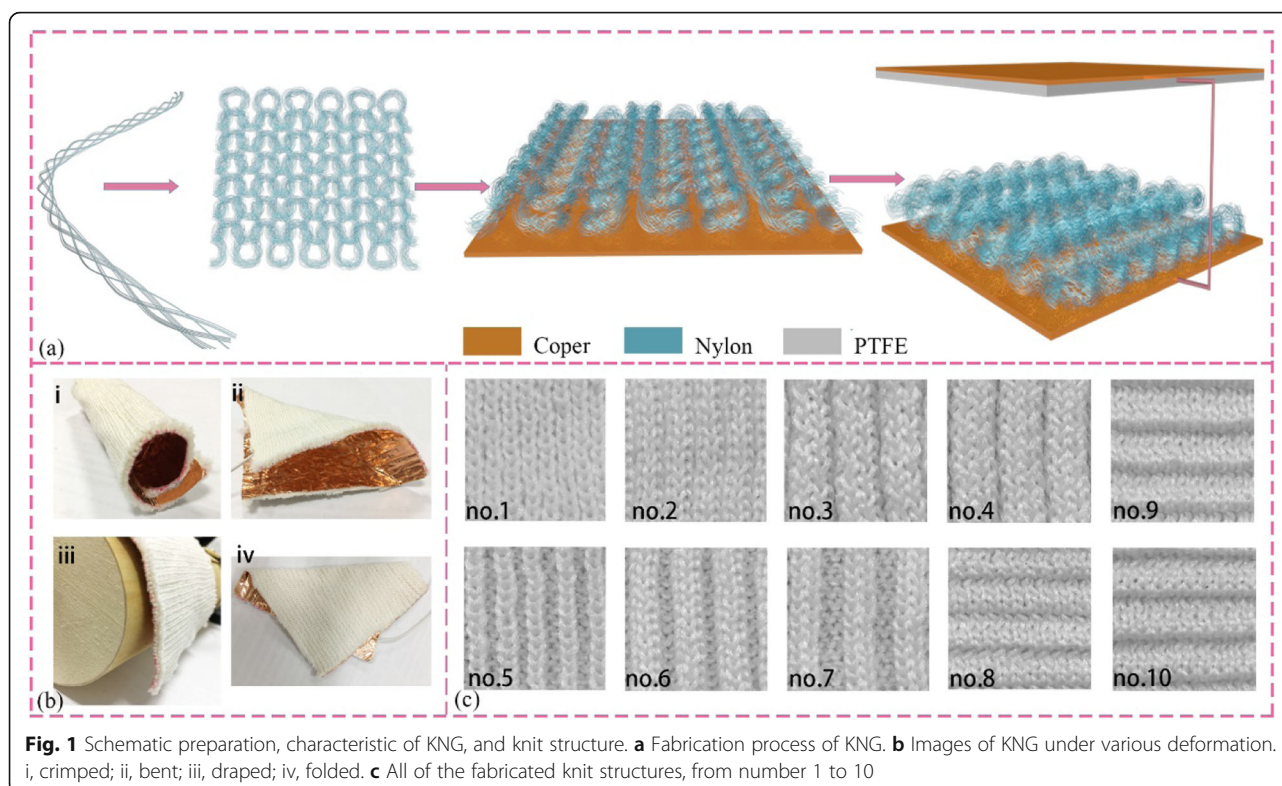 (a)
Coper
Nylon
PTFE
i
ii
iii
iv
(b)
no.1
no.2
no.3
no.4
no.9
no.5
no.6
no.7
no.8
no.10
(c)
Fig. 1 Schematic preparation, characteristic of KNG, and knit structure. a Fabrication process of KNG. b Images of KNG under various deformation.
i, crimped; ii, bent; iii, draped; iv, folded. c All of the fabricated knit structures, from number 1 to 10